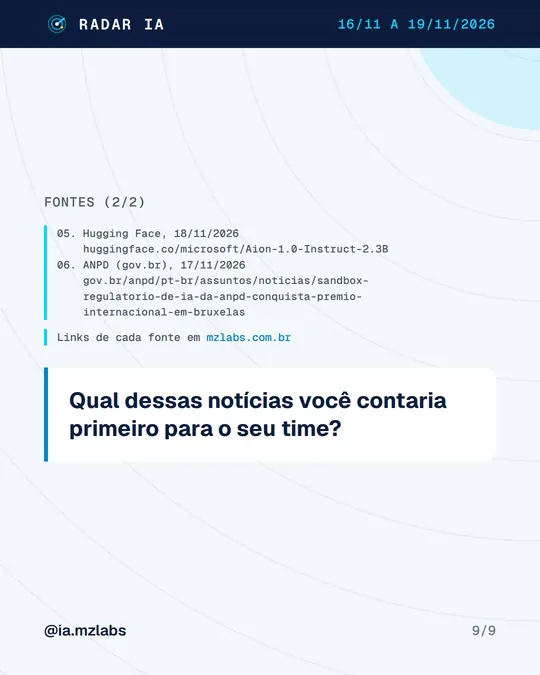 RADAR IA
16/11 A 19/11/2026
FONTES (2/2)
05. Hugging Face, 18/11/2026
huggingface.co/microsoft/Aion-1.0-Instruct-2.3B
06. ANPD (gov.br), 17/11/2026
gov.br/anpd/pt-br/assuntos/noticias/sandbox-
regulatorio-de-ia-da-anpd-conquista-premio-
internacional-em-bruxelas
Links de cada fonte em mzlabs.com.br
Qual dessas notícias você contaria
primeiro para o seu time?
@ia.mzlabs
9/9